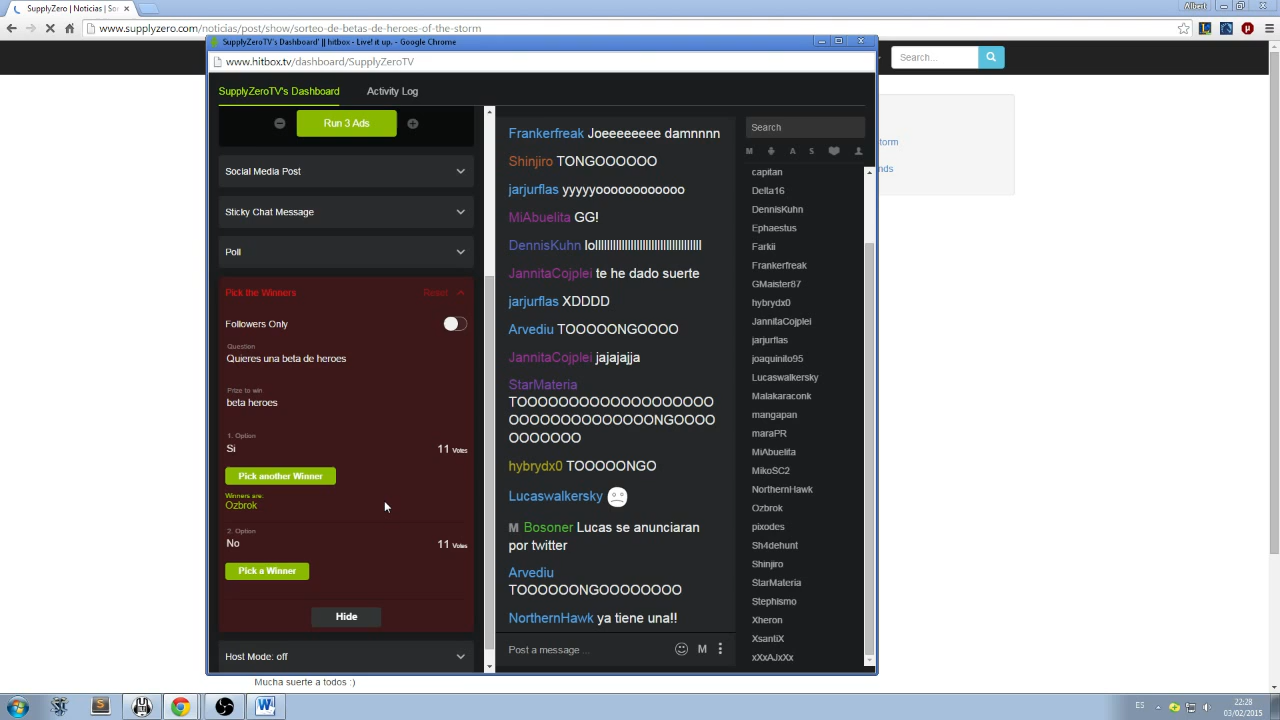 SupplyZero | Noticias | Soc
Alberti
www.supplyzero.com/noticias/post/show/sorteo-de-betas-de-heroes-of-the-storm
Search...
torm
nds
SupplyZeroTV's Dashboard' || hitbox - Live! it up. - Google Chrome
www.hitbox.tv/dashboard/SupplyZeroTV
SupplyZeroTV's Dashboard
Activity Log
Run 3 Ads
Social Media Post
Sticky Chat Message
Poll
Pick the Winners
Reset
Followers Only
Question
Quieres una beta de heroes
Prize to win
beta heroes
1. Option
Si
11 Votes
Pick another Winner
Winners are:
Ozbrok
2. Option
No
11 Votes
Pick a Winner
Hide
Host Mode: off
Frankerfreak Joeeeeeeee damnnnn
Shinjiro TONGOOOOOO
jarjurflas yyyyyoooooooooooo
MiAbuelita GG!
JannitaCojplei te he dado suerte
jarjurflas XDDDD
Arvediu TOOOOONGOOOO
JannitaCojplei jajajajja
StarMateria
hybrydx0 TOOOONGO
Lucaswalkersky
M Bosoner Lucas se anunciaran
por twitter
Arvediu
TOOOOONGOOOOOOOO
NorthernHawk ya tiene una!!
Post a message ...
M
Search
M
A
S
capitan
Delta16
DennisKuhn
Ephaestus
Farkii
Frankerfreak
GMaister87
hybrydx0
JannitaCojplei
jarjurflas
joaquinito95
Lucaswalkersky
Malakaraconk
mangapan
maraPR
MiAbuelita
MikoSC2
NorthernHawk
Ozbrok
pixodes
Sh4dehunt
Shinjiro
StarMateria
Stephismo
Xheron
XsantiX
xXxAJxXx
Mucha suerte a todos :)
ES
22:28
03/02/2015